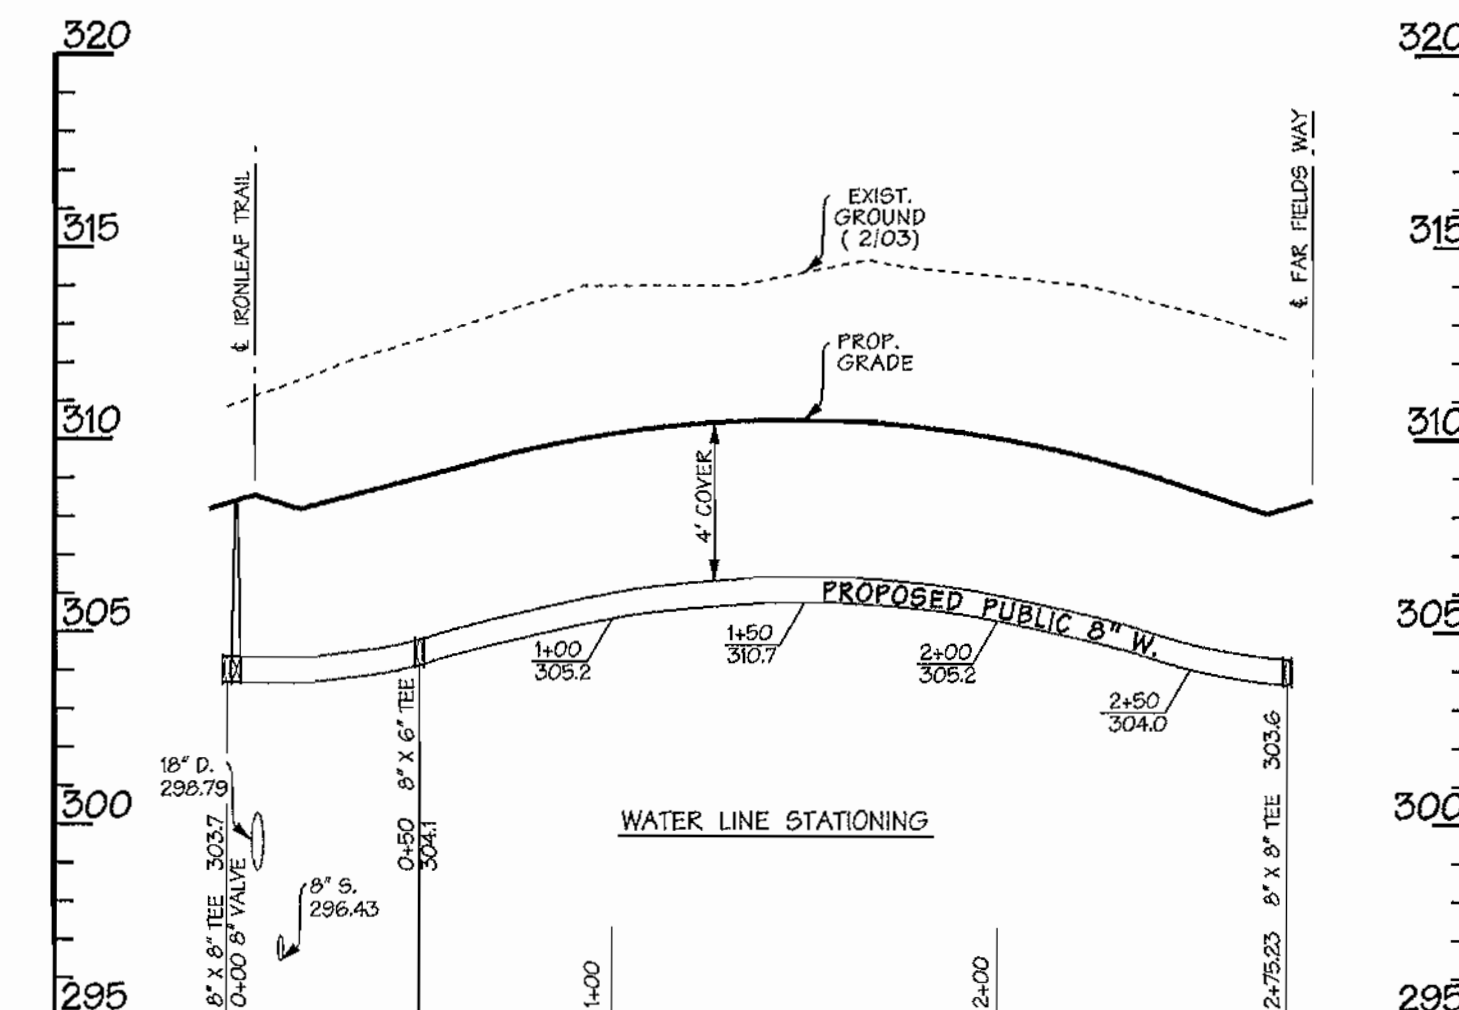 320
320
315
315
310
310
305
305
300
300
295
295
℄ IRONLEAF TRAIL
℄ FAR FIELDS WAY
EXIST.
GROUND
( 2/03)
PROP.
GRADE
4' COVER
PROPOSED PUBLIC 8" W.
1+00
305.2
1+50
310.7
2+00
305.2
2+50
304.0
18" D.
298.79
8" S.
296.43
8" X 8" TEE 303.7
0+00 8" VALVE
0+50 8" X 6" TEE
304.1
WATER LINE STATIONING
1+00
2+00
2+75.23 8" X 8" TEE 303.6